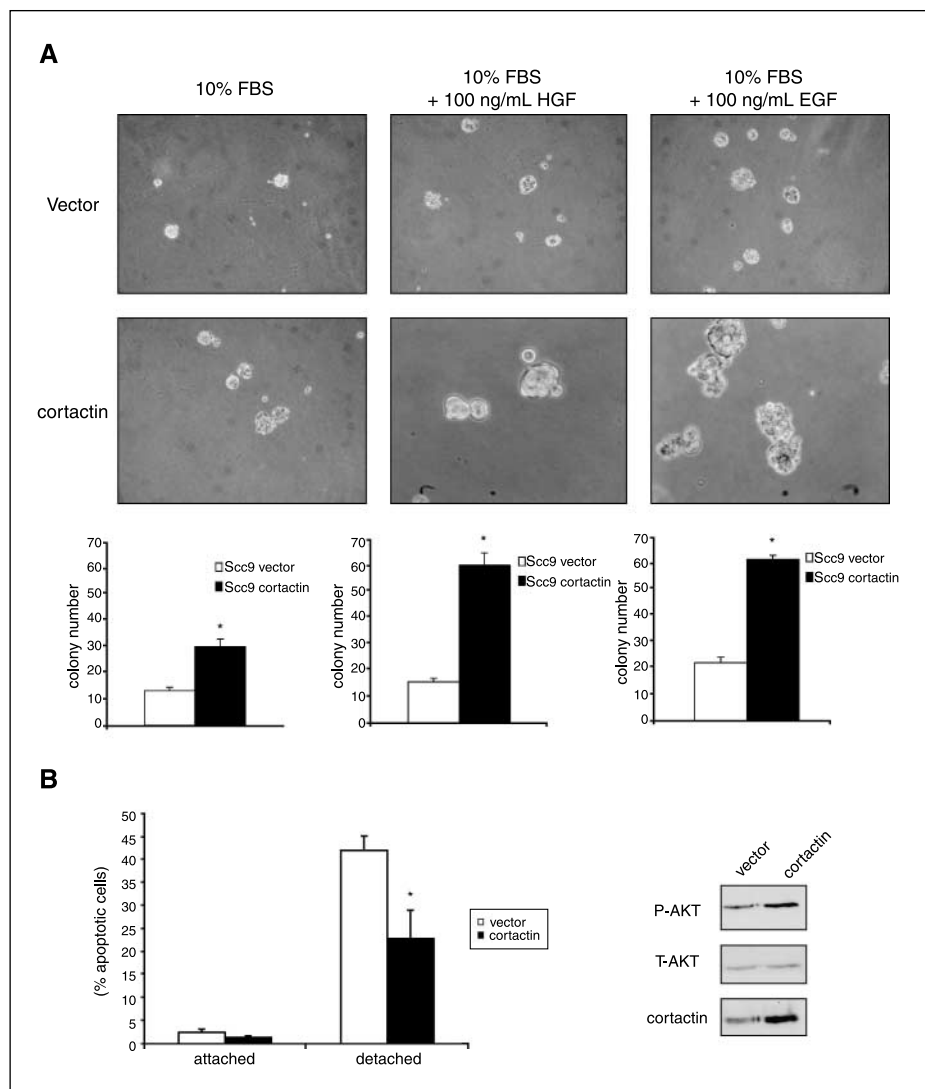 A
10% FBS
10% FBS
+ 100 ng/mL HGF
10% FBS
+ 100 ng/mL EGF
Vector
cortactin
colony number
70
60
50
40
30
20
10
0
*
Scc9 vector
Scc9 cortactin
colony number
70
60
50
40
30
20
10
0
*
Scc9 vector
Scc9 cortactin
colony number
70
60
50
40
30
20
10
0
*
Scc9 vector
Scc9 cortactin
B
(% apoptotic cells)
50
45
40
35
30
25
20
15
10
5
0
*
attached
detached
vector
cortactin
vector
cortactin
P-AKT
T-AKT
cortactin